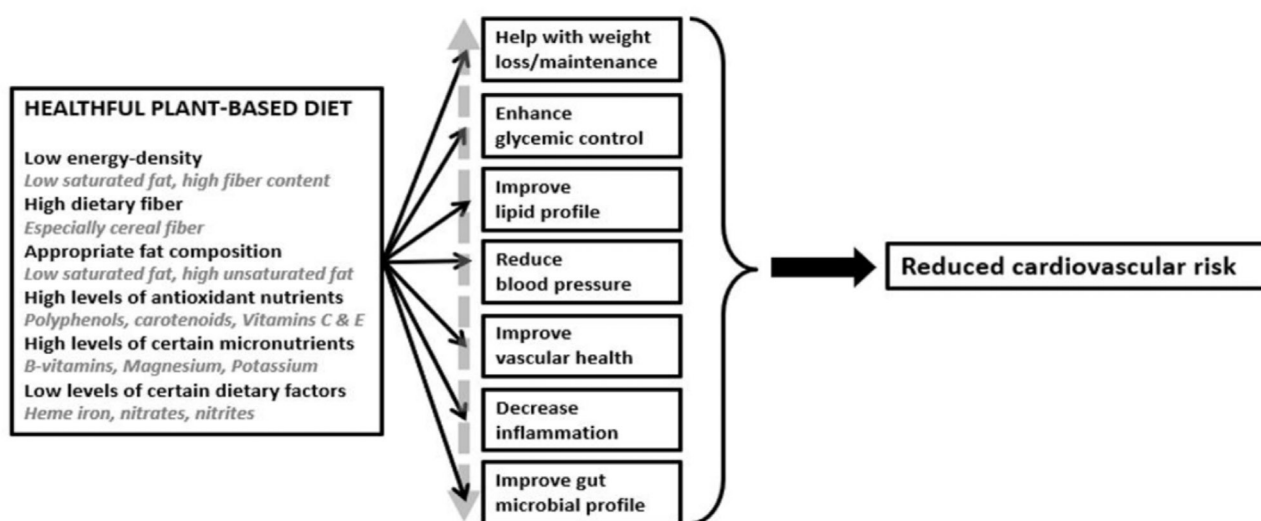 HEALTHFUL PLANT-BASED DIET
Low energy-density
Low saturated fat, high fiber content
High dietary fiber
Especially cereal fiber
Appropriate fat composition
Low saturated fat, high unsaturated fat
High levels of antioxidant nutrients
Polyphenols, carotenoids, Vitamins C & E
High levels of certain micronutrients
B-vitamins, Magnesium, Potassium
Low levels of certain dietary factors
Heme iron, nitrates, nitrites
Help with weight
loss/maintenance
Enhance
glycemic control
Improve
lipid profile
Reduce
blood pressure
Improve
vascular health
Decrease
inflammation
Improve gut
microbial profile
Reduced cardiovascular risk